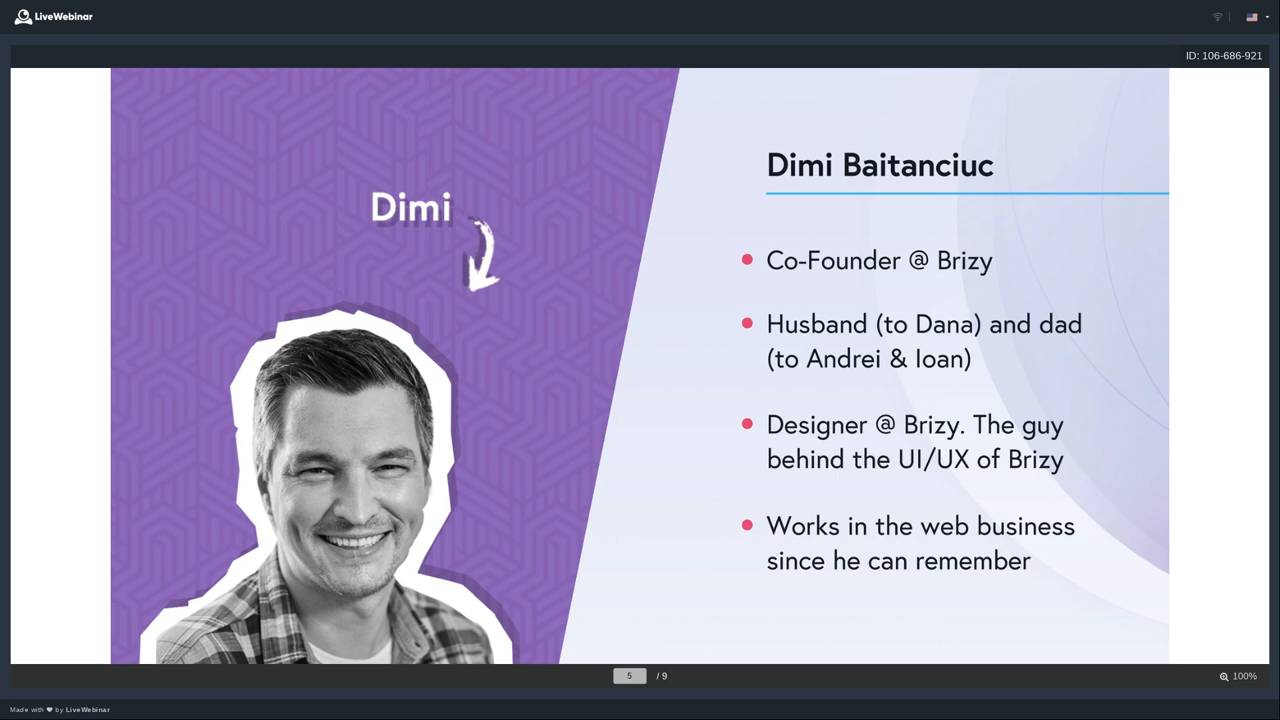 LiveWebinar
ID: 106-686-921
Dimi
Dimi Baitanciuc
Co-Founder @ Brizy
Husband (to Dana) and dad
(to Andrei & Ioan)
Designer @ Brizy. The guy
behind the UI/UX of Brizy
Works in the web business
since he can remember
5 / 9
100%
Made with ❤ by LiveWebinar